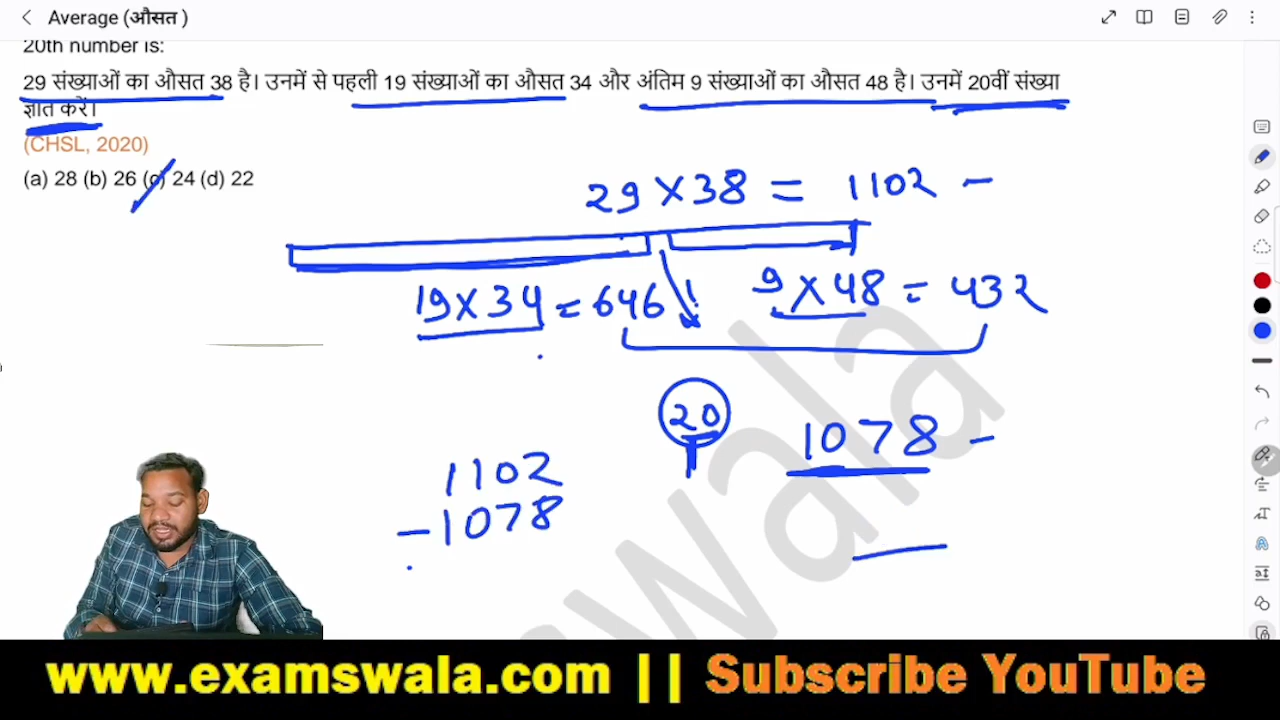 Average (औसत )
20th number is:
29 संख्याओं का औसत 38 है। उनमें से पहली 19 संख्याओं का औसत 34 और अंतिम 9 संख्याओं का औसत 48 है। उनमें 20वीं संख्या
ज्ञात करें।
(CHSL, 2020)
(a) 28 (b) 26 (c) 24 (d) 22
29 × 38 = 1102 -
19 × 34 = 646 9 × 48 = 432
20 1078 -
1102
- 1078
wala
www.examswala.com || Subscribe YouTube